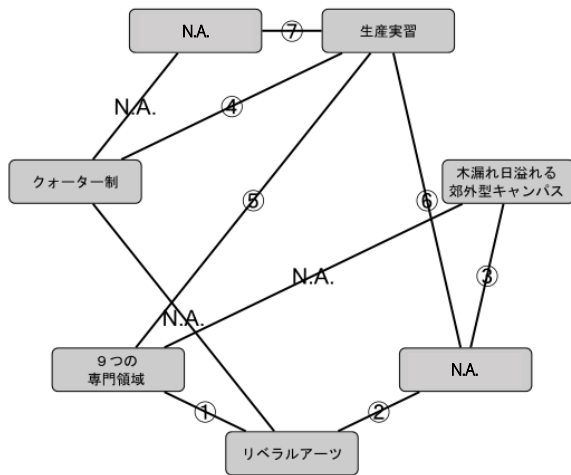 N.A.
⑦
生産実習
N.A.
④
クォーター制
木漏れ日溢れる
郊外型キャンパス
⑤
⑥
N.A.
③
N.A.
９つの
専門領域
N.A.
①
②
リベラルアーツ